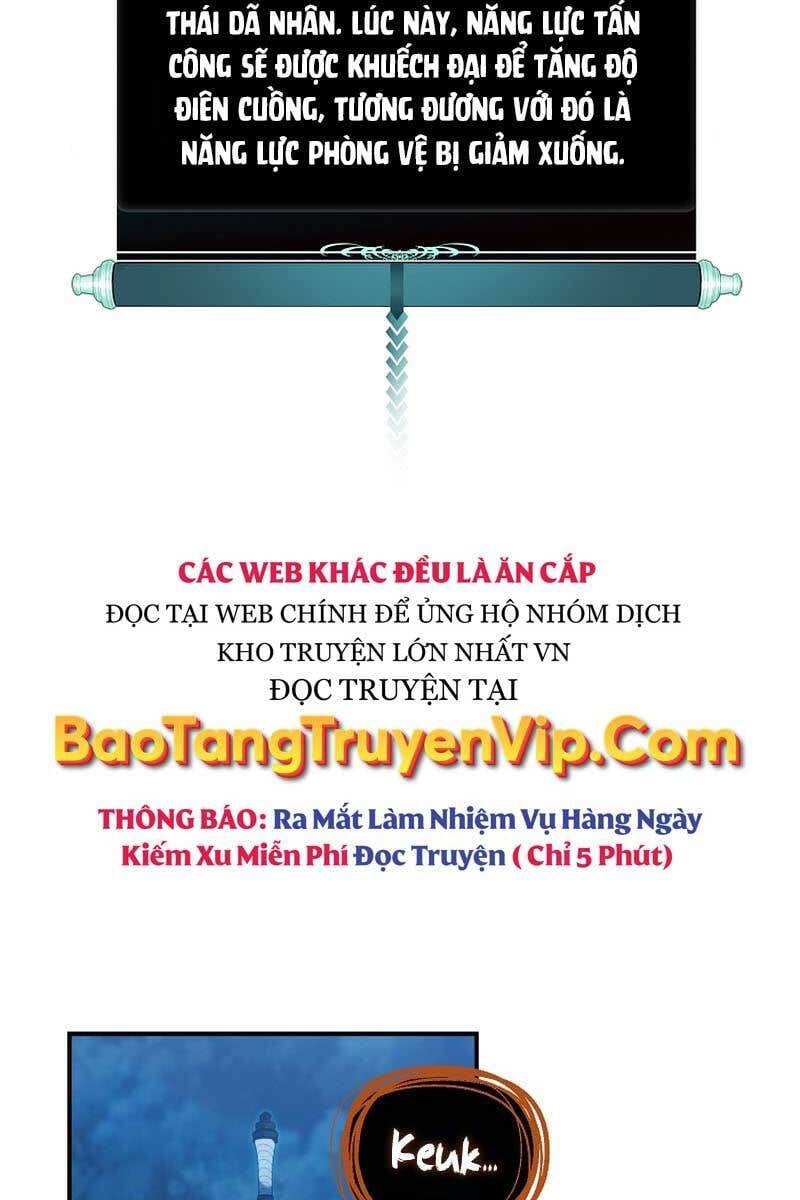 THÁI DÃ NHÂN. LÚC NÀY, NĂNG LỰC TẤN
CÔNG SẼ ĐƯỢC KHUẾCH ĐẠI ĐỂ TĂNG ĐỘ
ĐIÊN CUỒNG, TƯƠNG ĐƯƠNG VỚI ĐÓ LÀ
NĂNG LỰC PHÒNG VỆ BỊ GIẢM XUỐNG.
CÁC WEB KHÁC ĐỀU LÀ ĂN CẮP
ĐỌC TẠI WEB CHÍNH ĐỂ ỦNG HỘ NHÓM DỊCH
KHO TRUYỆN LỚN NHẤT VN
ĐỌC TRUYỆN TẠI
BaoTangTruyenVip.Com
THÔNG BÁO: Ra Mắt Làm Nhiệm Vụ Hàng Ngày
Kiếm Xu Miễn Phí Đọc Truyện ( Chỉ 5 Phút)
Keuk...